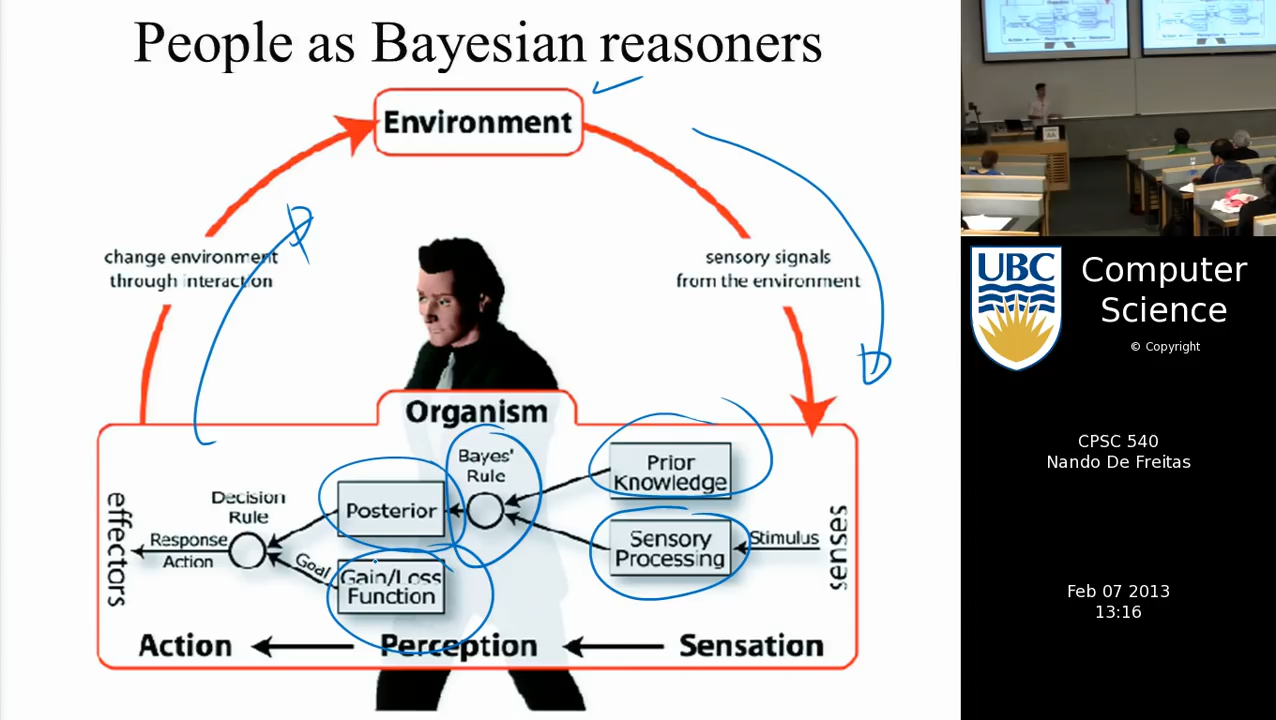 People as Bayesian reasoners
Environment
change environment
through interaction
sensory signals
from the environment
Organism
Bayes'
Rule
Prior
Knowledge
Posterior
Decision
Rule
Sensory
Processing
Stimulus
senses
effectors
Response
Action
Goal
Gain/Loss
Function
Action
Perception
Sensation
UBC
Computer
Science
© Copyright
CPSC 540
Nando De Freitas
Feb 07 2013
13:16